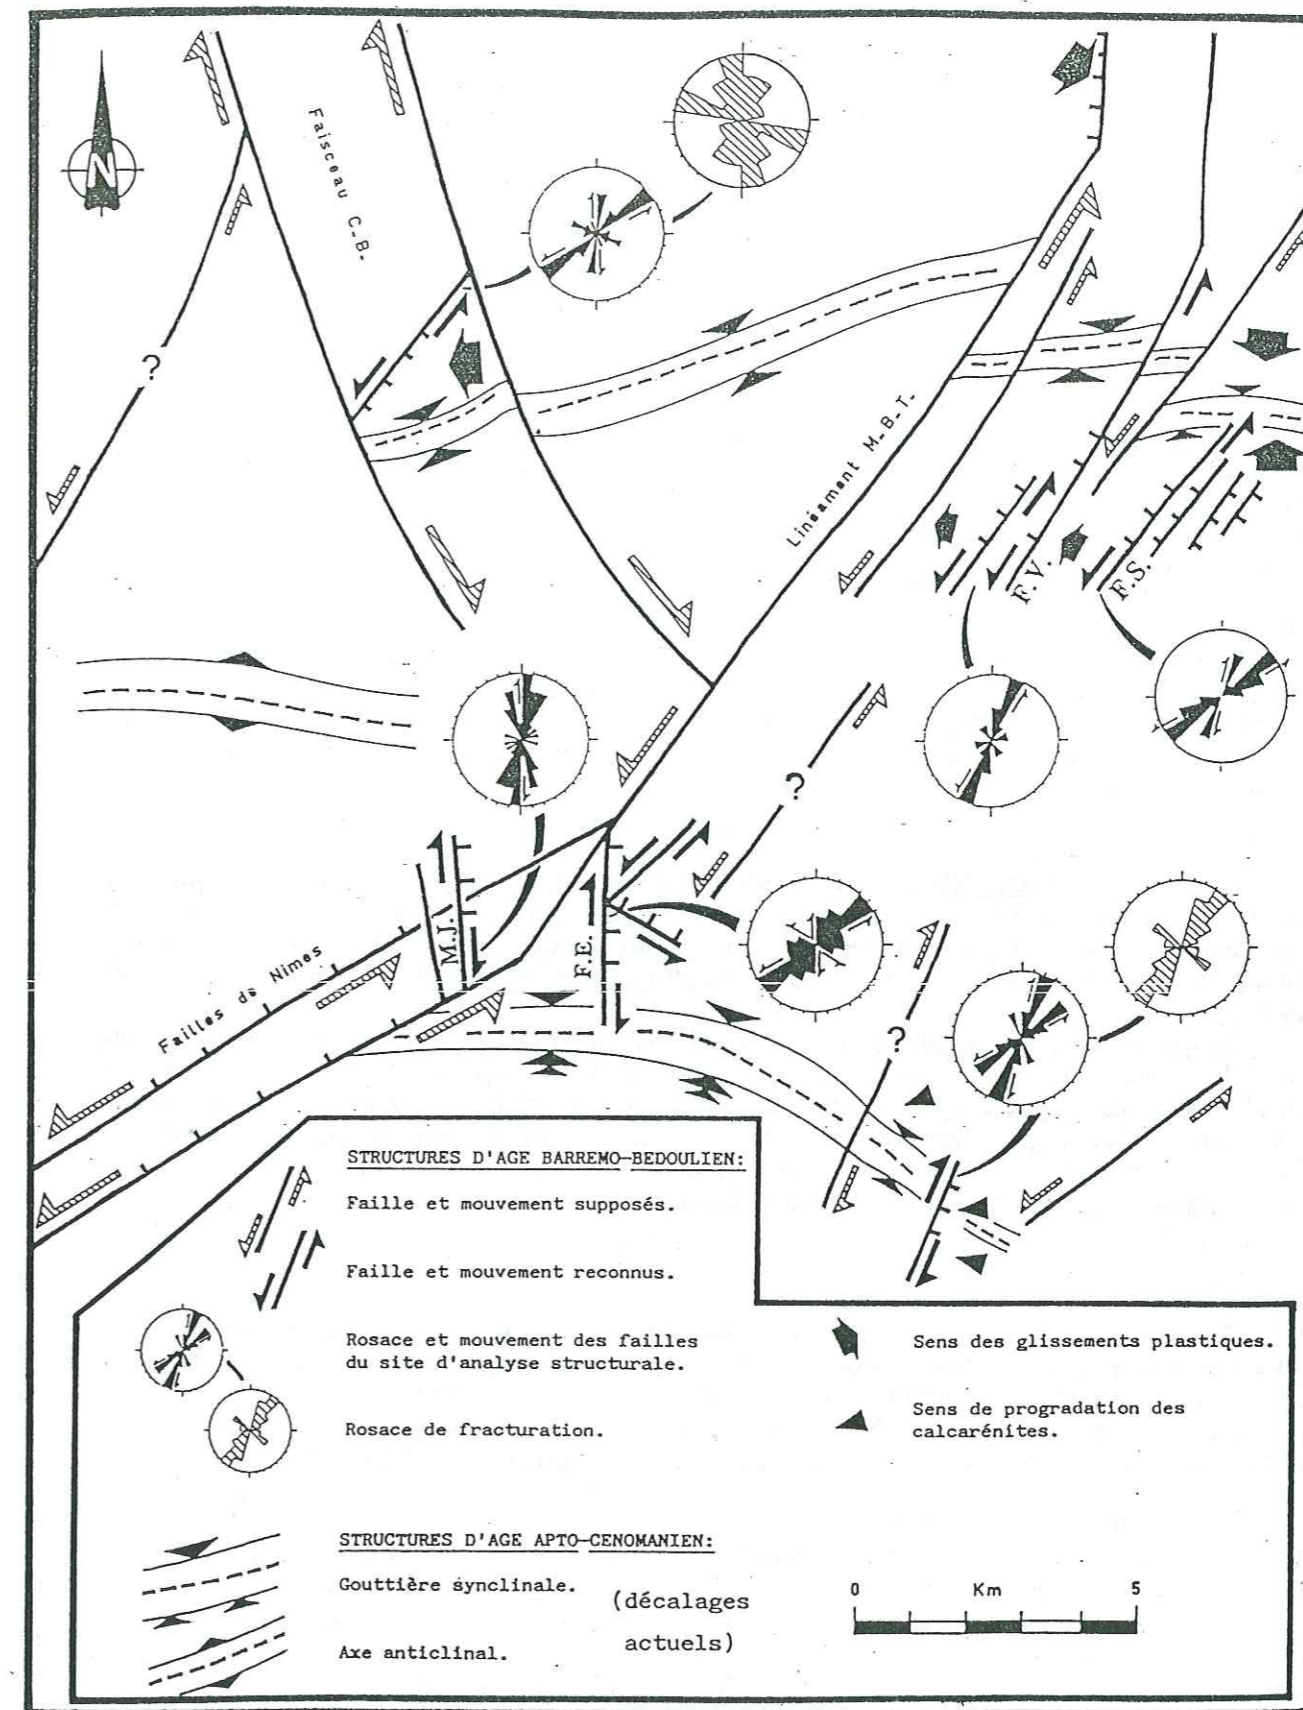 N
Faisceau C.B.
?
Linéament M.B.T.
F.V.
F.S.
?
M.J.
F.E.
Failles de Nîmes
?
STRUCTURES D'AGE BARREMO-BEDOULIEN:
Faille et mouvement supposés.
Faille et mouvement reconnus.
Rosace et mouvement des failles
du site d'analyse structurale.
Rosace de fracturation.
Sens des glissements plastiques.
Sens de progradation des
calcarénites.
STRUCTURES D'AGE APTO-CENOMANIEN:
Gouttière synclinale.
(décalages
actuels)
Axe anticlinal.
0 Km 5